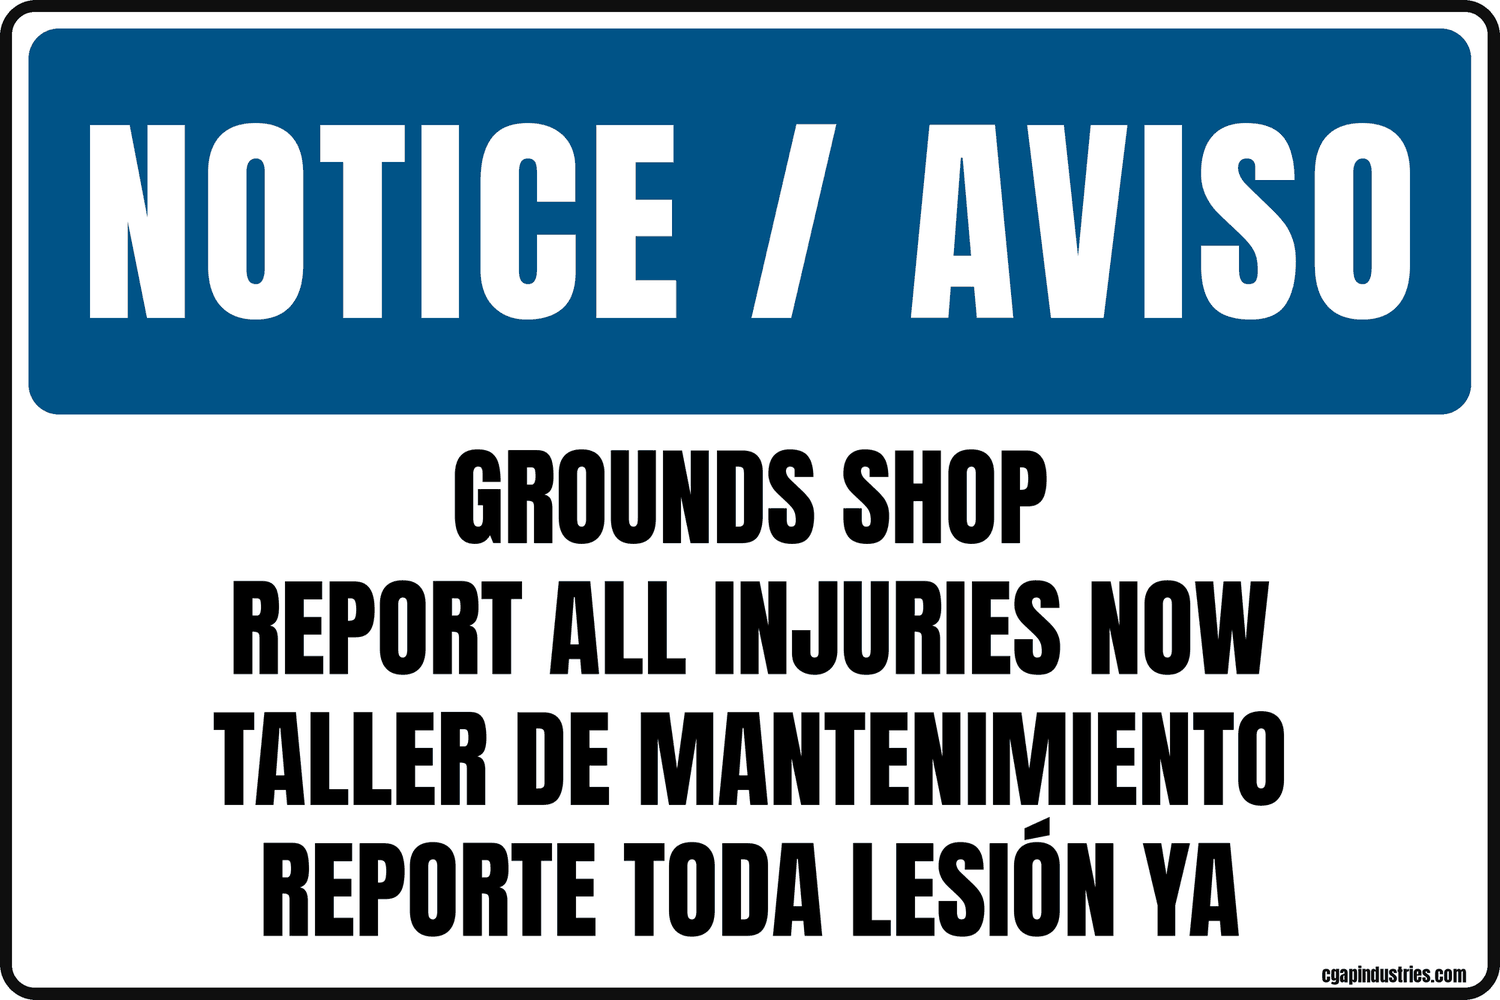 NOTICE / AVISO
GROUNDS SHOP
REPORT ALL INJURIES NOW
TALLER DE MANTENIMIENTO
REPORTE TODA LESIÓN YA
cgapindustries.com